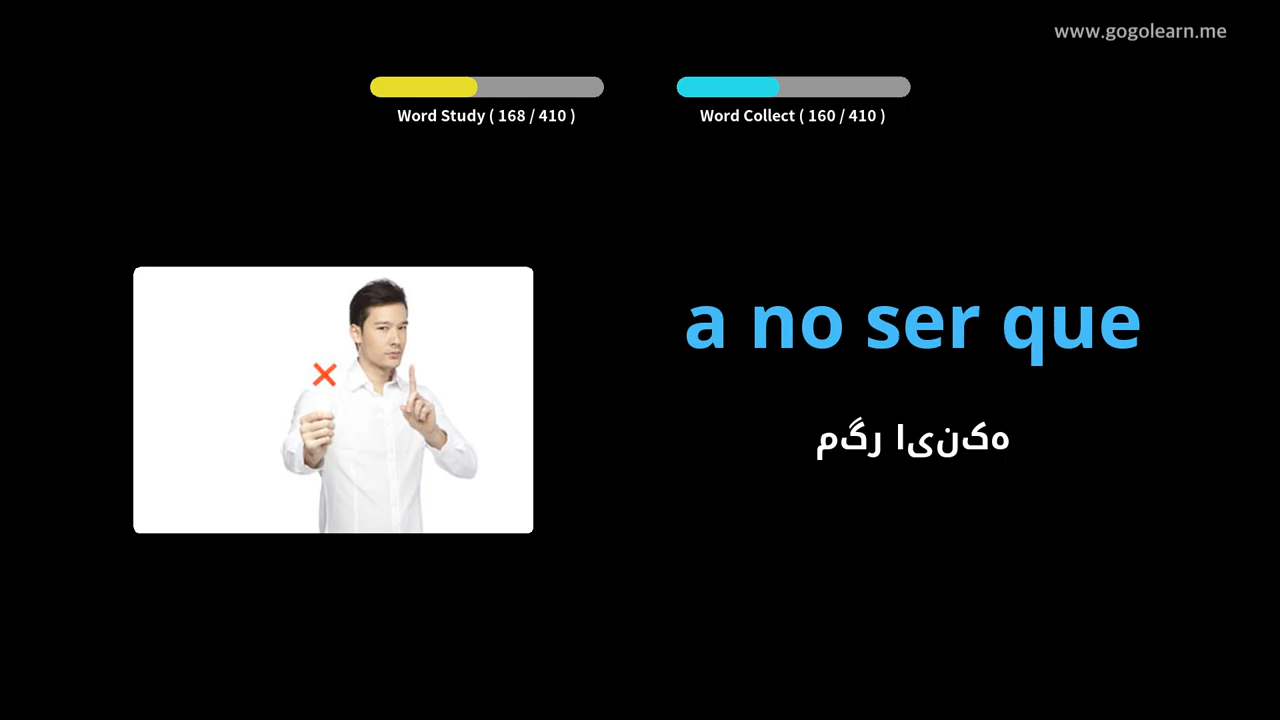 www.gogolearn.me
Word Study ( 168 / 410 )
Word Collect ( 160 / 410 )
a no ser que
مگر اینکه